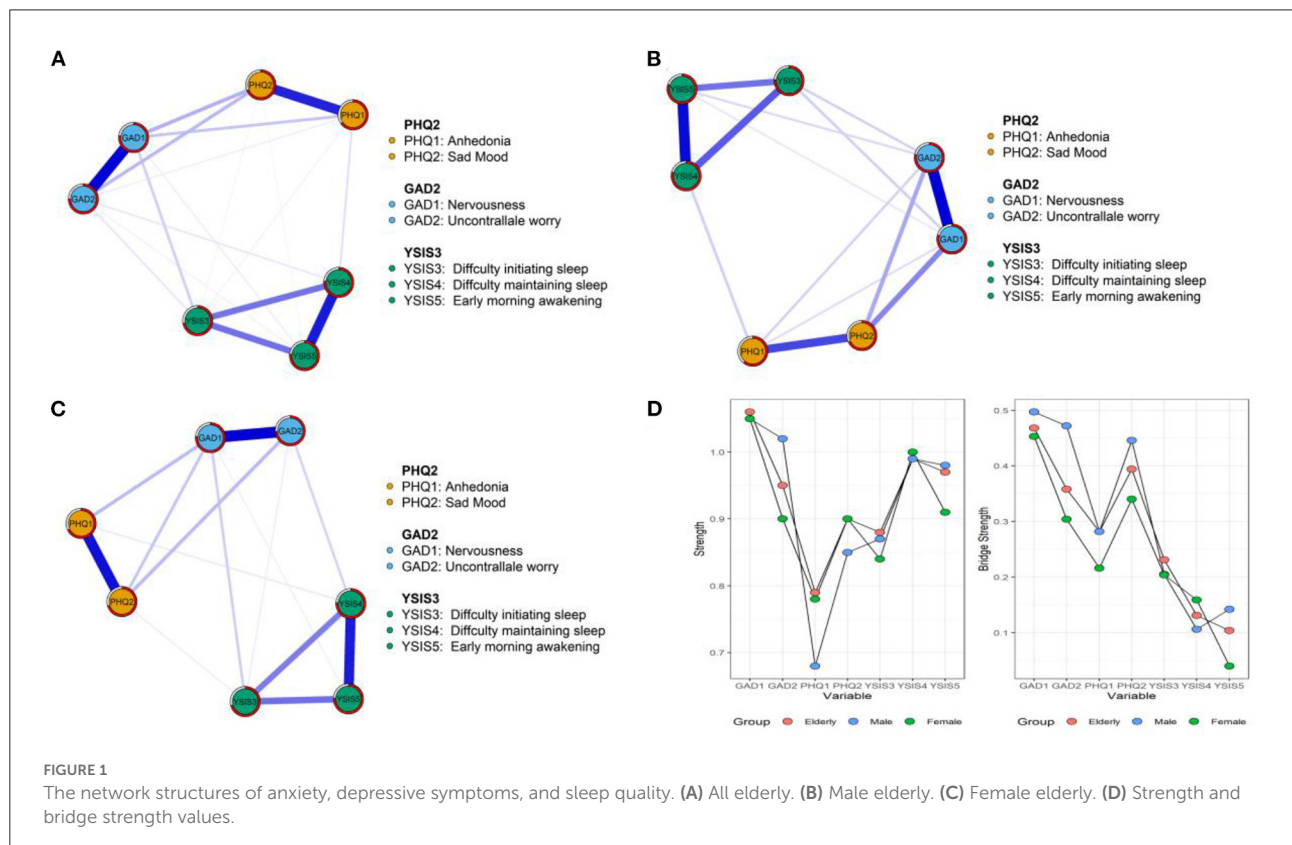 A
PHQ2
PHQ1
GAD1
GAD2
YSIS4
YSIS3
YSIS5
PHQ2
PHQ1: Anhedonia
PHQ2: Sad Mood
GAD2
GAD1: Nervousness
GAD2: Uncontrallale worry
YSIS3
YSIS3: Diffculty initiating sleep
YSIS4: Diffculty maintaining sleep
YSIS5: Early morning awakening
B
YSIS5
YSIS3
YSIS4
GAD2
GAD1
PHQ2
PHQ1
PHQ2
PHQ1: Anhedonia
PHQ2: Sad Mood
GAD2
GAD1: Nervousness
GAD2: Uncontrallale worry
YSIS3
YSIS3: Diffculty initiating sleep
YSIS4: Diffculty maintaining sleep
YSIS5: Early morning awakening
C
GAD1
GAD2
PHQ1
PHQ2
YSIS4
YSIS3
YSIS5
PHQ2
PHQ1: Anhedonia
PHQ2: Sad Mood
GAD2
GAD1: Nervousness
GAD2: Uncontrallale worry
YSIS3
YSIS3: Diffculty initiating sleep
YSIS4: Diffculty maintaining sleep
YSIS5: Early morning awakening
D
Strength
1.0
0.9
0.8
0.7
GAD1 GAD2 PHQ1 PHQ2 YSIS3 YSIS4 YSIS5
Variable
Group Elderly Male Female
Bridge Strength
0.5
0.4
0.3
0.2
0.1
GAD1 GAD2 PHQ1 PHQ2 YSIS3 YSIS4 YSIS5
Variable
Group Elderly Male Female
FIGURE 1
The network structures of anxiety, depressive symptoms, and sleep quality. (A) All elderly. (B) Male elderly. (C) Female elderly. (D) Strength and
bridge strength values.